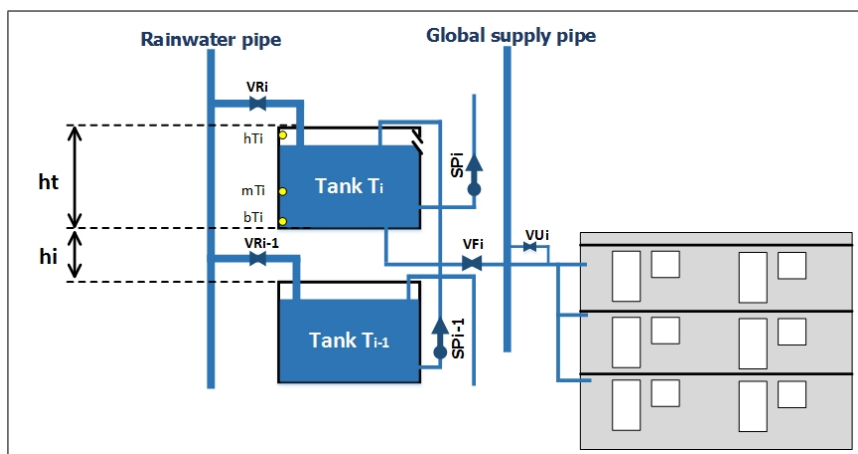 Rainwater pipe
Global supply pipe
VRi
hTi
ht
Tank Ti
SPi
mTi
bTi
VRi-1
VFi
VUi
hi
Tank Ti-1
SPi-1